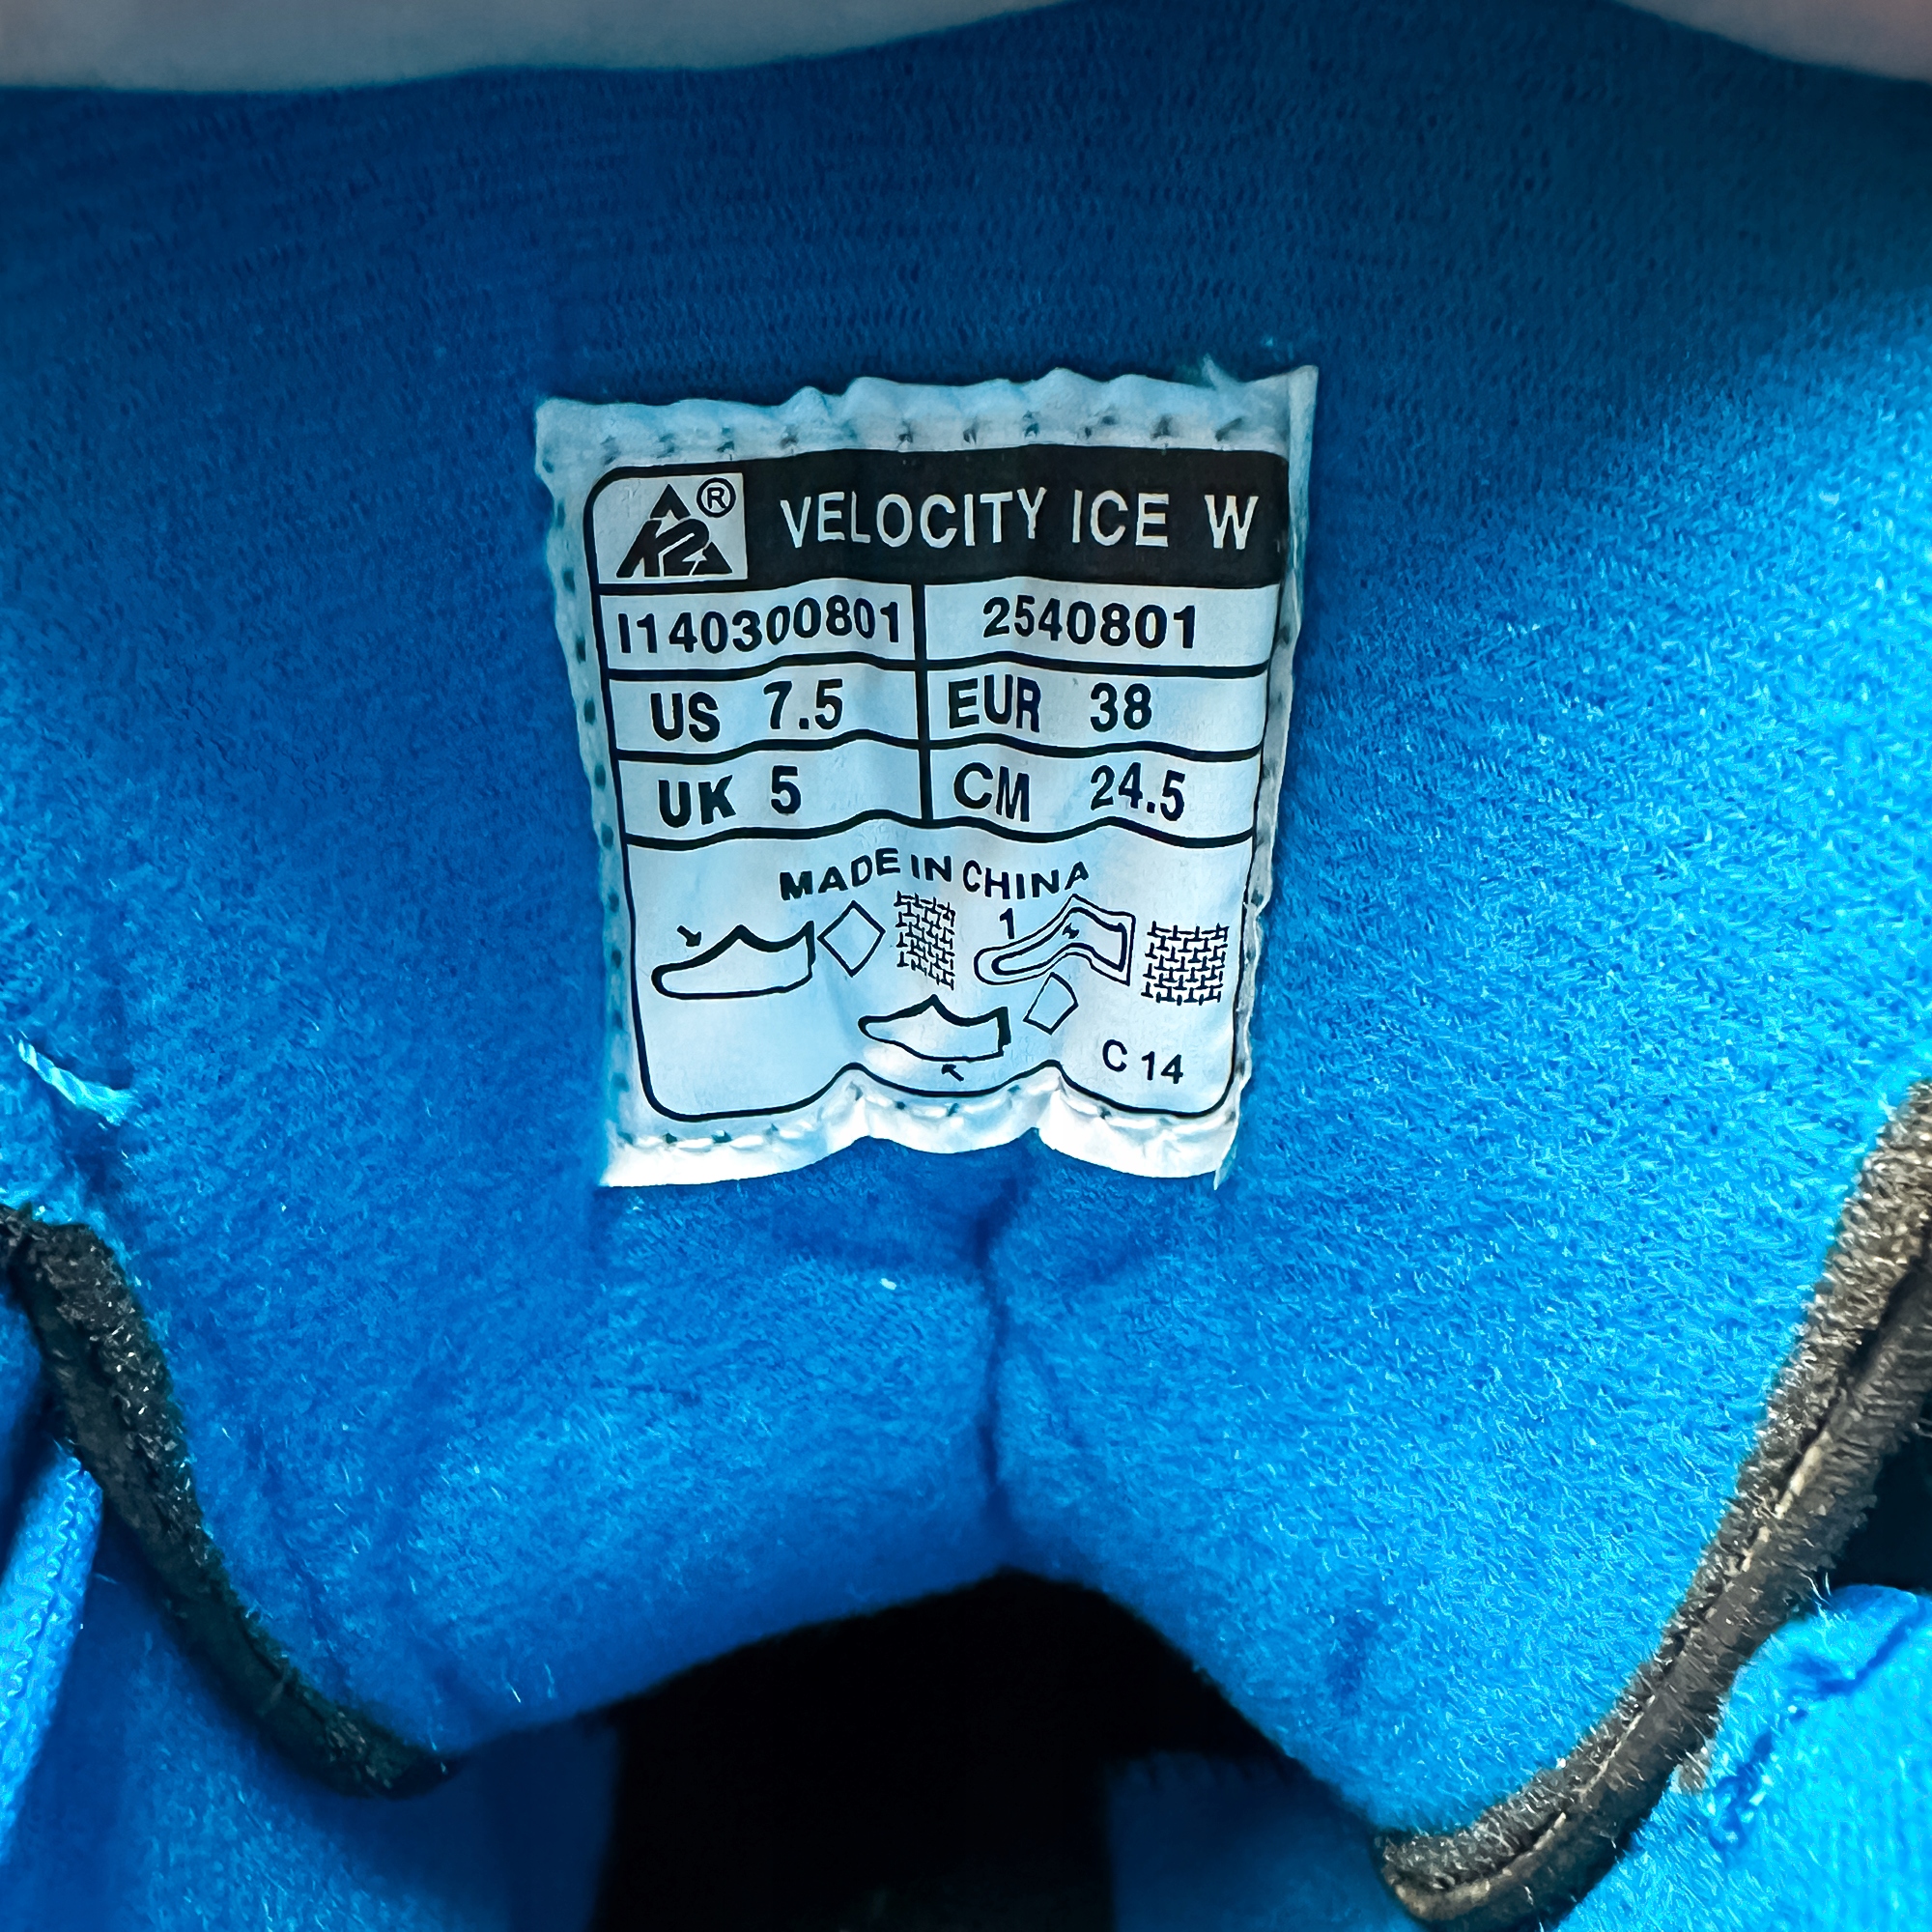 K2® VELOCITY ICE W
I140300801 2540801
US 7.5 EUR 38
UK 5 CM 24.5
MADE IN CHINA
1
C 14